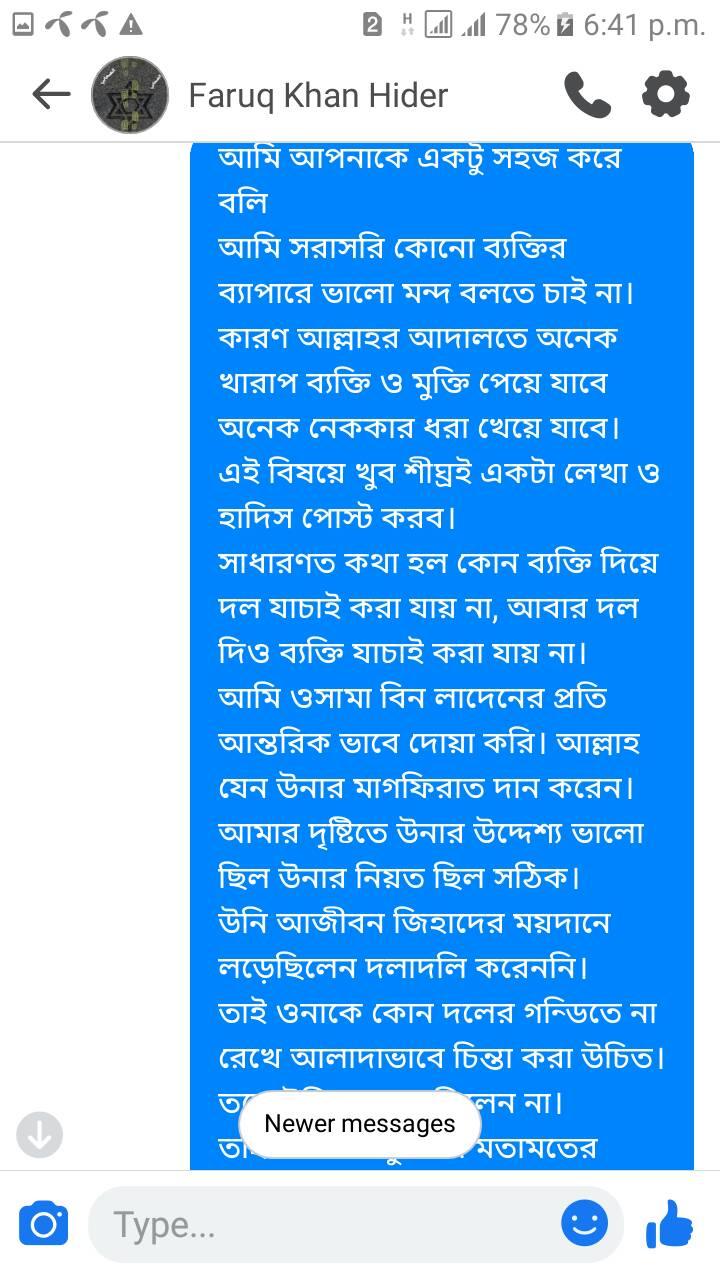 2 H 78% 6:41 p.m.
Faruq Khan Hider
আমি আপনাকে একটু সহজ করে
বলি
আমি সরাসরি কোনো ব্যক্তির
ব্যাপারে ভালো মন্দ বলতে চাই না।
কারণ আল্লাহর আদালতে অনেক
খারাপ ব্যক্তি ও মুক্তি পেয়ে যাবে
অনেক নেককার ধরা খেয়ে যাবে।
এই বিষয়ে খুব শীঘ্রই একটা লেখা ও
হাদিস পোস্ট করব।
সাধারণত কথা হল কোন ব্যক্তি দিয়ে
দল যাচাই করা যায় না, আবার দল
দিও ব্যক্তি যাচাই করা যায় না।
আমি ওসামা বিন লাদেনের প্রতি
আন্তরিক ভাবে দোয়া করি। আল্লাহ
যেন উনার মাগফিরাত দান করেন।
আমার দৃষ্টিতে উনার উদ্দেশ্য ভালো
ছিল উনার নিয়ত ছিল সঠিক।
উনি আজীবন জিহাদের ময়দানে
লড়েছিলেন দলাদলি করেননি।
তাই ওনাকে কোন দলের গন্ডিতে না
রেখে আলাদাভাবে চিন্তা করা উচিত।
না।
Newer messages
মতামতের
Type...